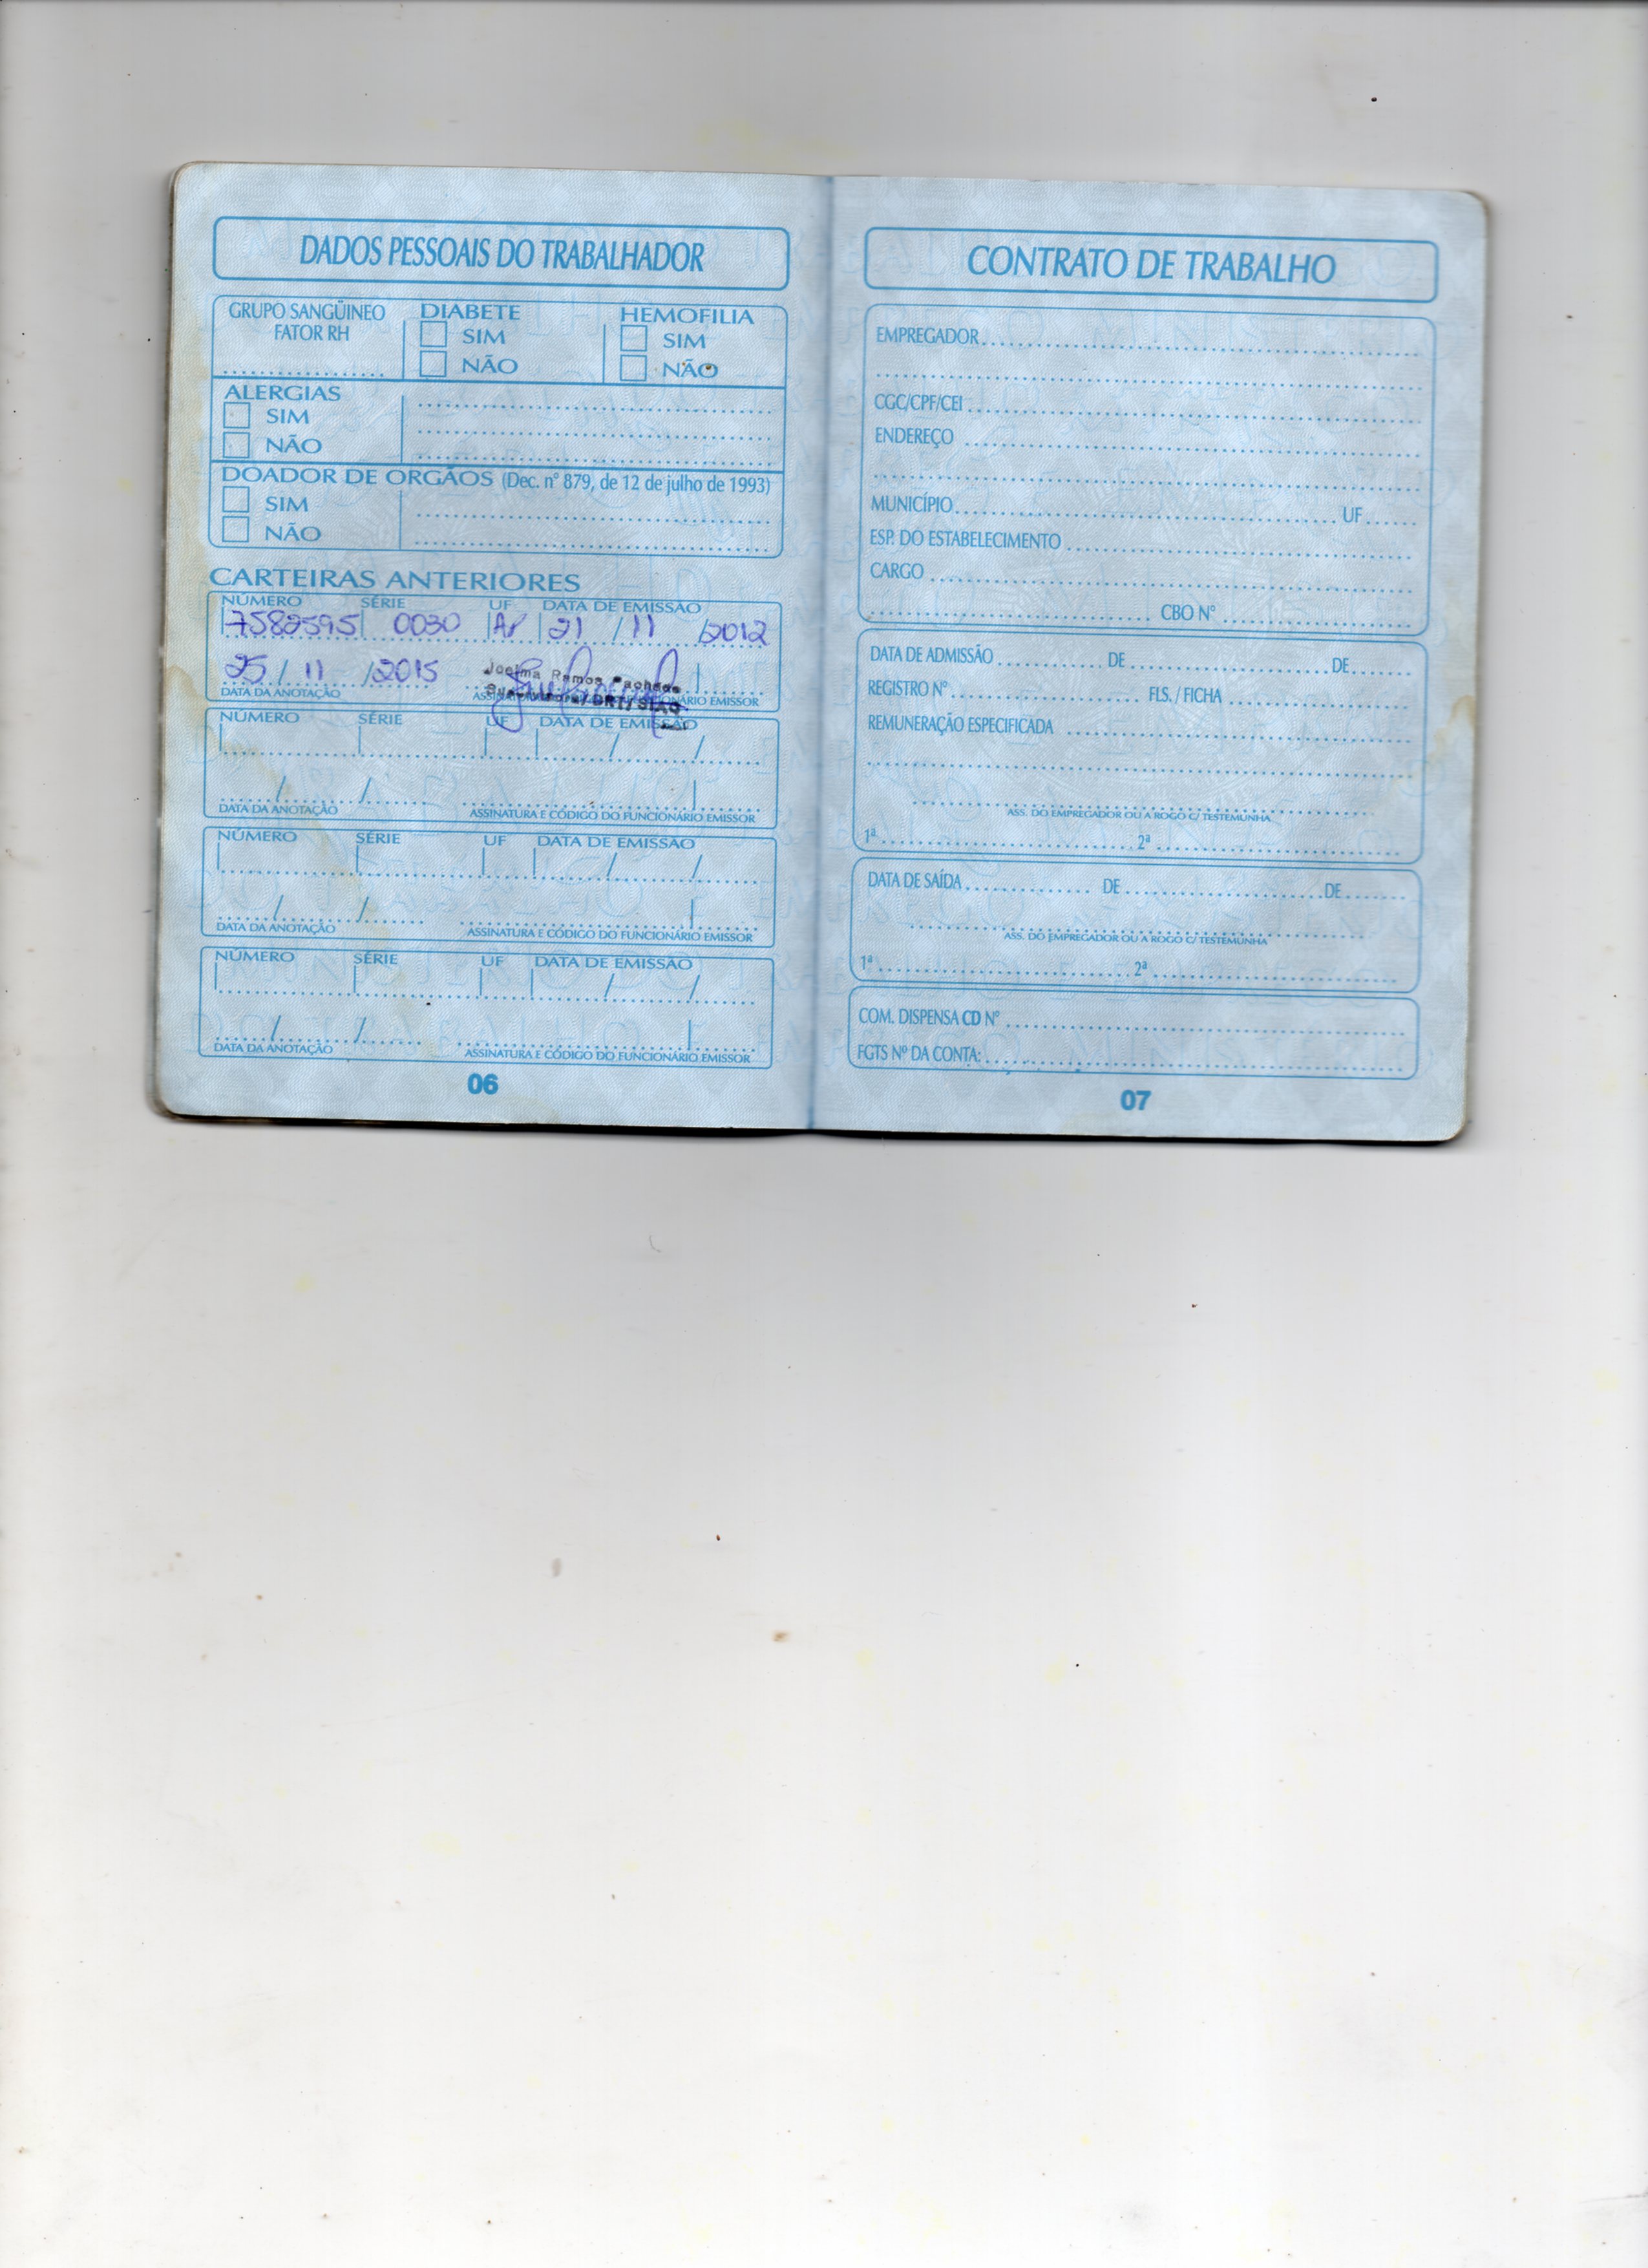 DADOS PESSOAIS DO TRABALHADOR
GRUPO SANGÜINEO
FATOR RH
DIABETE
SIM
NÃO
HEMOFILIA
SIM
NÃO
ALERGIAS
SIM
NÃO
DOADOR DE ORGÃOS (Dec. nº 879, de 12 de julho de 1993)
SIM
NÃO
CARTEIRAS ANTERIORES
NÚMERO SÉRIE UF DATA DE EMISSÃO
7582595 0030 AP 21 / 11 /2012
25 / 11 /2015
Joelma Ramos Pacheco
DATA DA ANOTAÇÃO
NÚMERO SÉRIE UF DATA DE EMISSÃO
/ /
/ /
DATA DA ANOTAÇÃO ASSINATURA E CÓDIGO DO FUNCIONÁRIO EMISSOR
NÚMERO SÉRIE UF DATA DE EMISSÃO
/ /
/ /
DATA DA ANOTAÇÃO ASSINATURA E CÓDIGO DO FUNCIONÁRIO EMISSOR
NÚMERO SÉRIE UF DATA DE EMISSÃO
/ /
/ /
DATA DA ANOTAÇÃO ASSINATURA E CÓDIGO DO FUNCIONÁRIO EMISSOR
06
CONTRATO DE TRABALHO
EMPREGADOR
CGC/CPF/CEI
ENDEREÇO
MUNICÍPIO UF
ESP. DO ESTABELECIMENTO
CARGO
CBO Nº
DATA DE ADMISSÃO DE DE
REGISTRO Nº FLS. / FICHA
REMUNERAÇÃO ESPECIFICADA
ASS. DO EMPREGADOR OU A ROGO C/ TESTEMUNHA
1ª 2ª
DATA DE SAÍDA DE DE
ASS. DO EMPREGADOR OU A ROGO C/ TESTEMUNHA
1ª 2ª
COM. DISPENSA CD Nº
FGTS Nº DA CONTA:
07